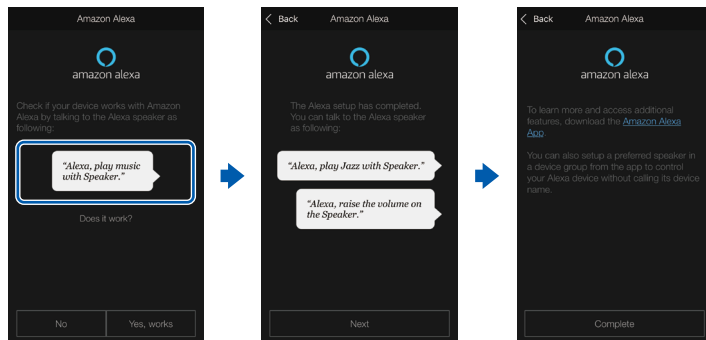 Amazon Alexa
amazon alexa
Check if your device works with Amazon
Alexa by talking to the Alexa speaker as
following:
“Alexa, play music
with Speaker.”
Does it work?
No
Yes, works
Back
Amazon Alexa
amazon alexa
The Alexa setup has completed.
You can talk to the Alexa speaker
as following:
“Alexa, play Jazz with Speaker.”
“Alexa, raise the volume on
the Speaker.”
Next
Back
Amazon Alexa
amazon alexa
To learn more and access additional
features, download the Amazon Alexa
App.
You can also setup a preferred speaker in
a device group from the app to control
your Alexa device without calling its device
name.
Complete